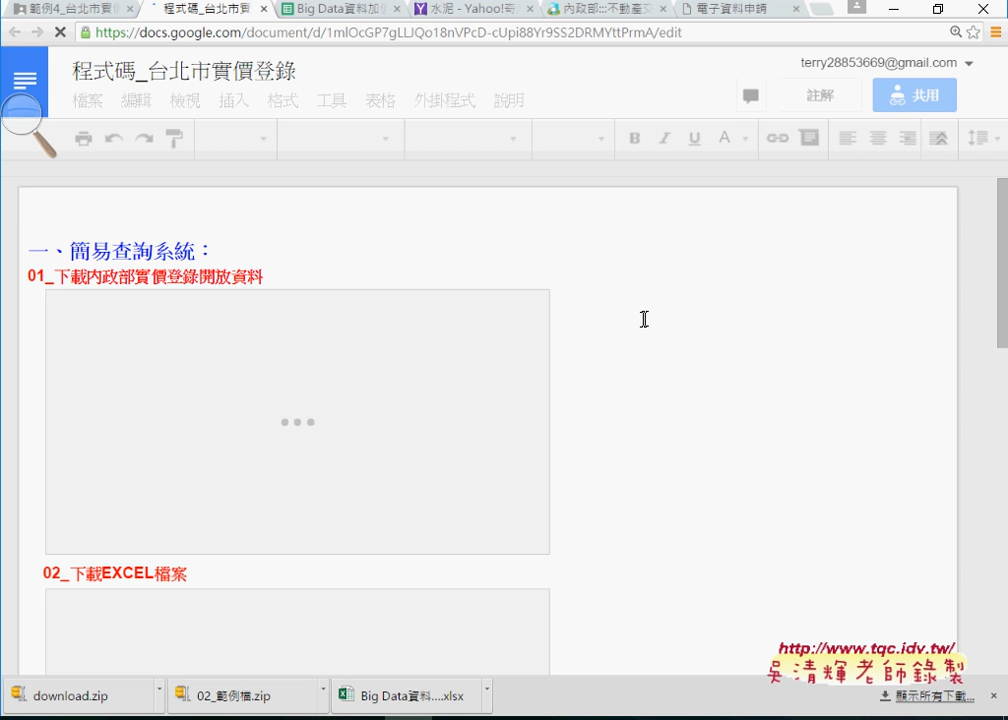 範例4_台北市實價
程式碼_台北市實
Big Data資料加值
水泥 - Yahoo!奇
內政部:::不動產交
電子資料申請
https://docs.google.com/document/d/1mlOcGP7gLLJQo18nVPcD-cUpi88Yr9SS2DRMYttPrmA/edit
程式碼_台北市實價登錄
terry28853669@gmail.com
檔案 編輯 檢視 插入 格式 工具 表格 外掛程式 說明
註解
共用
B I U A
一、簡易查詢系統：
01_下載內政部實價登錄開放資料
02_下載EXCEL檔案
http://www.tqc.idv.tw/
吳清輝老師錄製
download.zip
02_範例檔.zip
Big Data資料....xlsx
顯示所有下載...